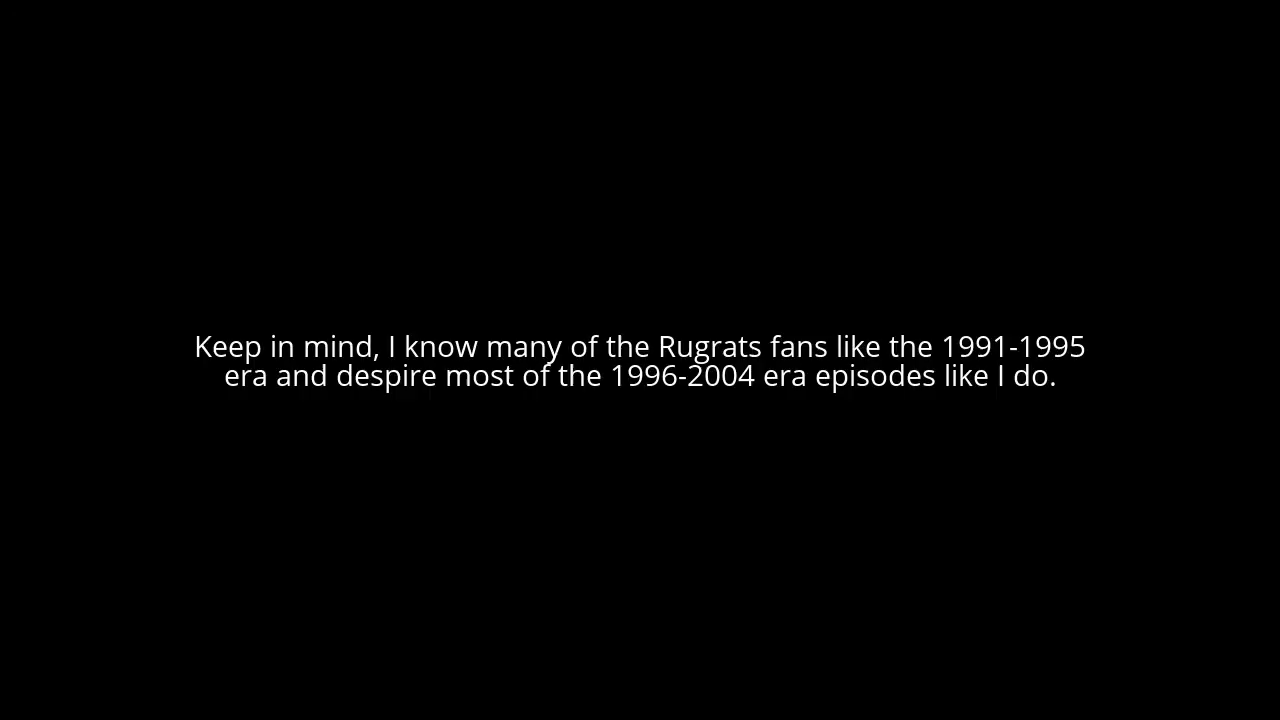 Keep in mind, I know many of the Rugrats fans like the 1991-1995
era and despire most of the 1996-2004 era episodes like I do.